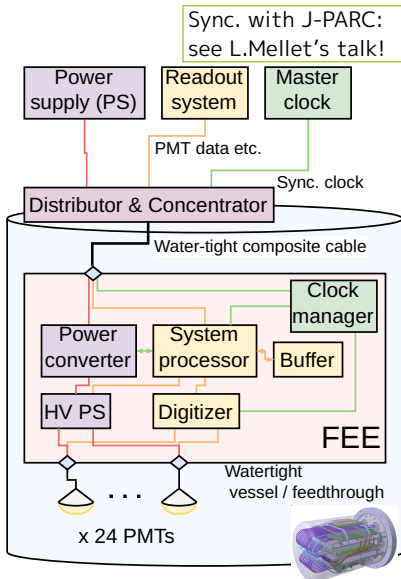 Sync. with J-PARC:
see L.Mellet's talk!
Power
supply (PS)
Readout
system
Master
clock
PMT data etc.
Sync. clock
Distributor & Concentrator
Water-tight composite cable
Clock
manager
Power
converter
System
processor
Buffer
HV PS
Digitizer
FEE
Watertight
vessel / feedthrough
...
x 24 PMTs